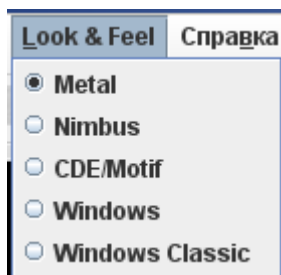 Look & Feel Справка
Metal
Nimbus
CDE/Motif
Windows
Windows Classic